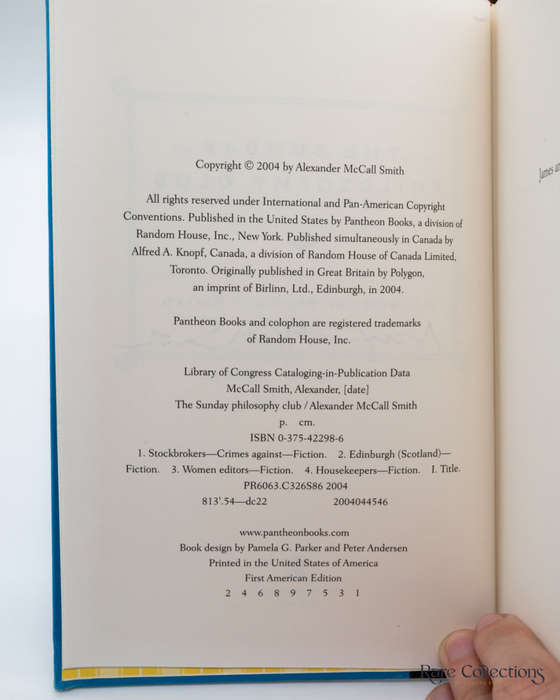 Copyright © 2004 by Alexander McCall Smith
All rights reserved under International and Pan-American Copyright
Conventions. Published in the United States by Pantheon Books, a division of
Random House, Inc., New York. Published simultaneously in Canada by
Alfred A. Knopf, Canada, a division of Random House of Canada Limited,
Toronto. Originally published in Great Britain by Polygon,
an imprint of Birlinn, Ltd., Edinburgh, in 2004.
Pantheon Books and colophon are registered trademarks
of Random House, Inc.
Library of Congress Cataloging-in-Publication Data
McCall Smith, Alexander, [date]
The Sunday philosophy club / Alexander McCall Smith
p. cm.
ISBN 0-375-42298-6
1. Stockbrokers—Crimes against—Fiction. 2. Edinburgh (Scotland)—
Fiction. 3. Women editors—Fiction. 4. Housekeepers—Fiction. I. Title.
PR6063.C326S86 2004
813'.54—dc22 2004044546
www.pantheonbooks.com
Book design by Pamela G. Parker and Peter Andersen
Printed in the United States of America
First American Edition
2 4 6 8 9 7 5 3 1
James
Rare Collections